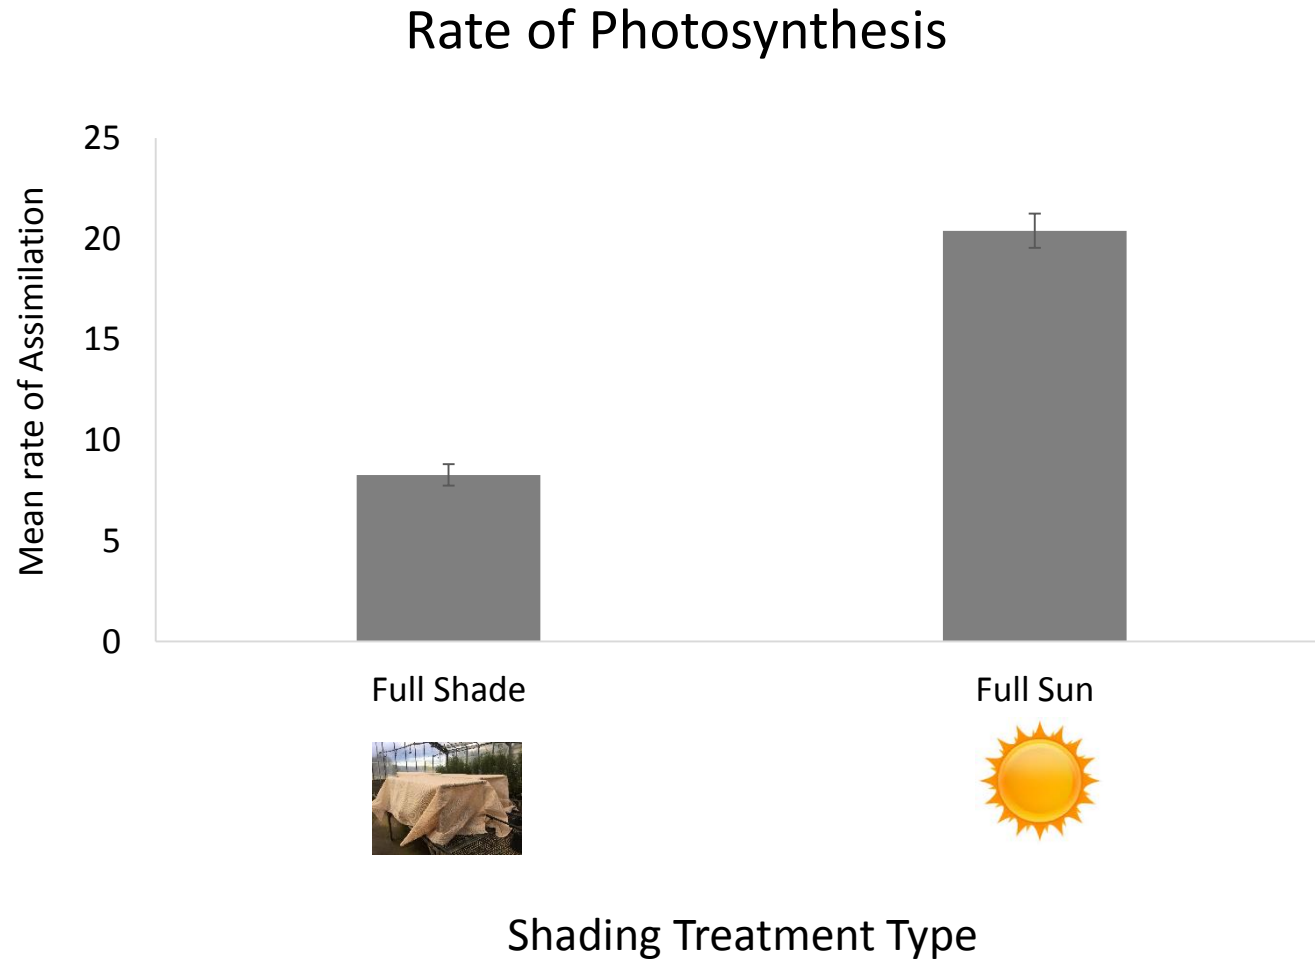 Rate of Photosynthesis
Mean rate of Assimilation
25
20
15
10
5
0
Full Shade
Full Sun
Shading Treatment Type